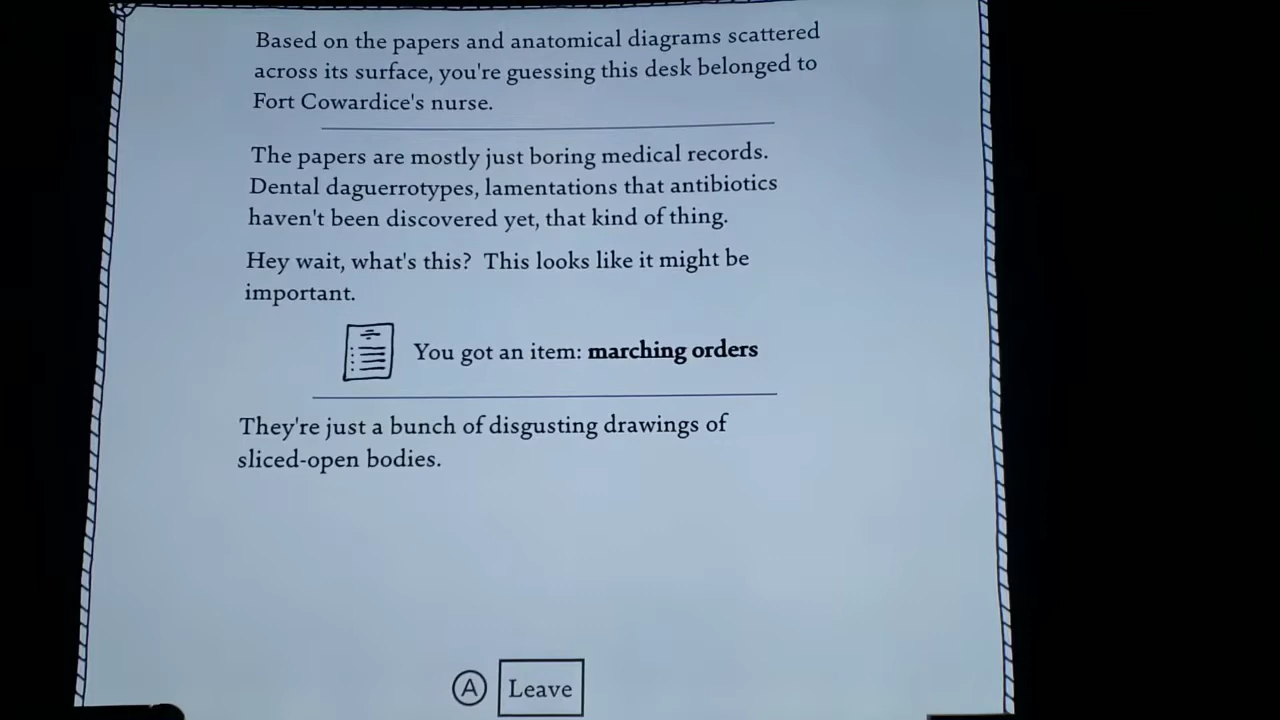 Based on the papers and anatomical diagrams scattered
across its surface, you're guessing this desk belonged to
Fort Cowardice's nurse.
The papers are mostly just boring medical records.
Dental daguerrotypes, lamentations that antibiotics
haven't been discovered yet, that kind of thing.
Hey wait, what's this? This looks like it might be
important.
You got an item: marching orders
They're just a bunch of disgusting drawings of
sliced-open bodies.
A Leave